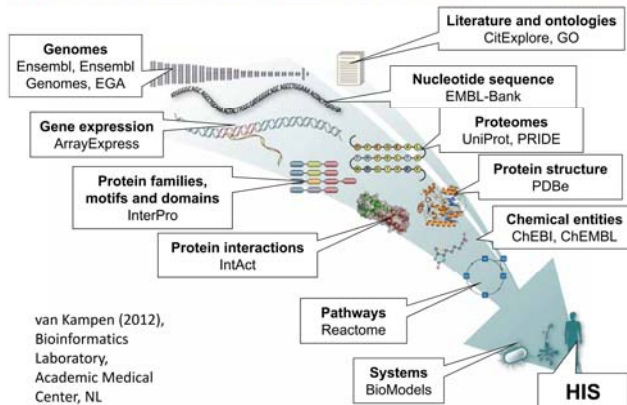 Literature and ontologies
CitExplore, GO
Genomes
Ensembl, Ensembl
Genomes, EGA
Nucleotide sequence
EMBL-Bank
Gene expression
ArrayExpress
Proteomes
UniProt, PRIDE
Protein structure
PDBe
Protein families,
motifs and domains
InterPro
Chemical entities
ChEBI, ChEMBL
Protein interactions
IntAct
Pathways
Reactome
van Kampen (2012),
Bioinformatics
Laboratory,
Academic Medical
Center, NL
Systems
BioModels
HIS